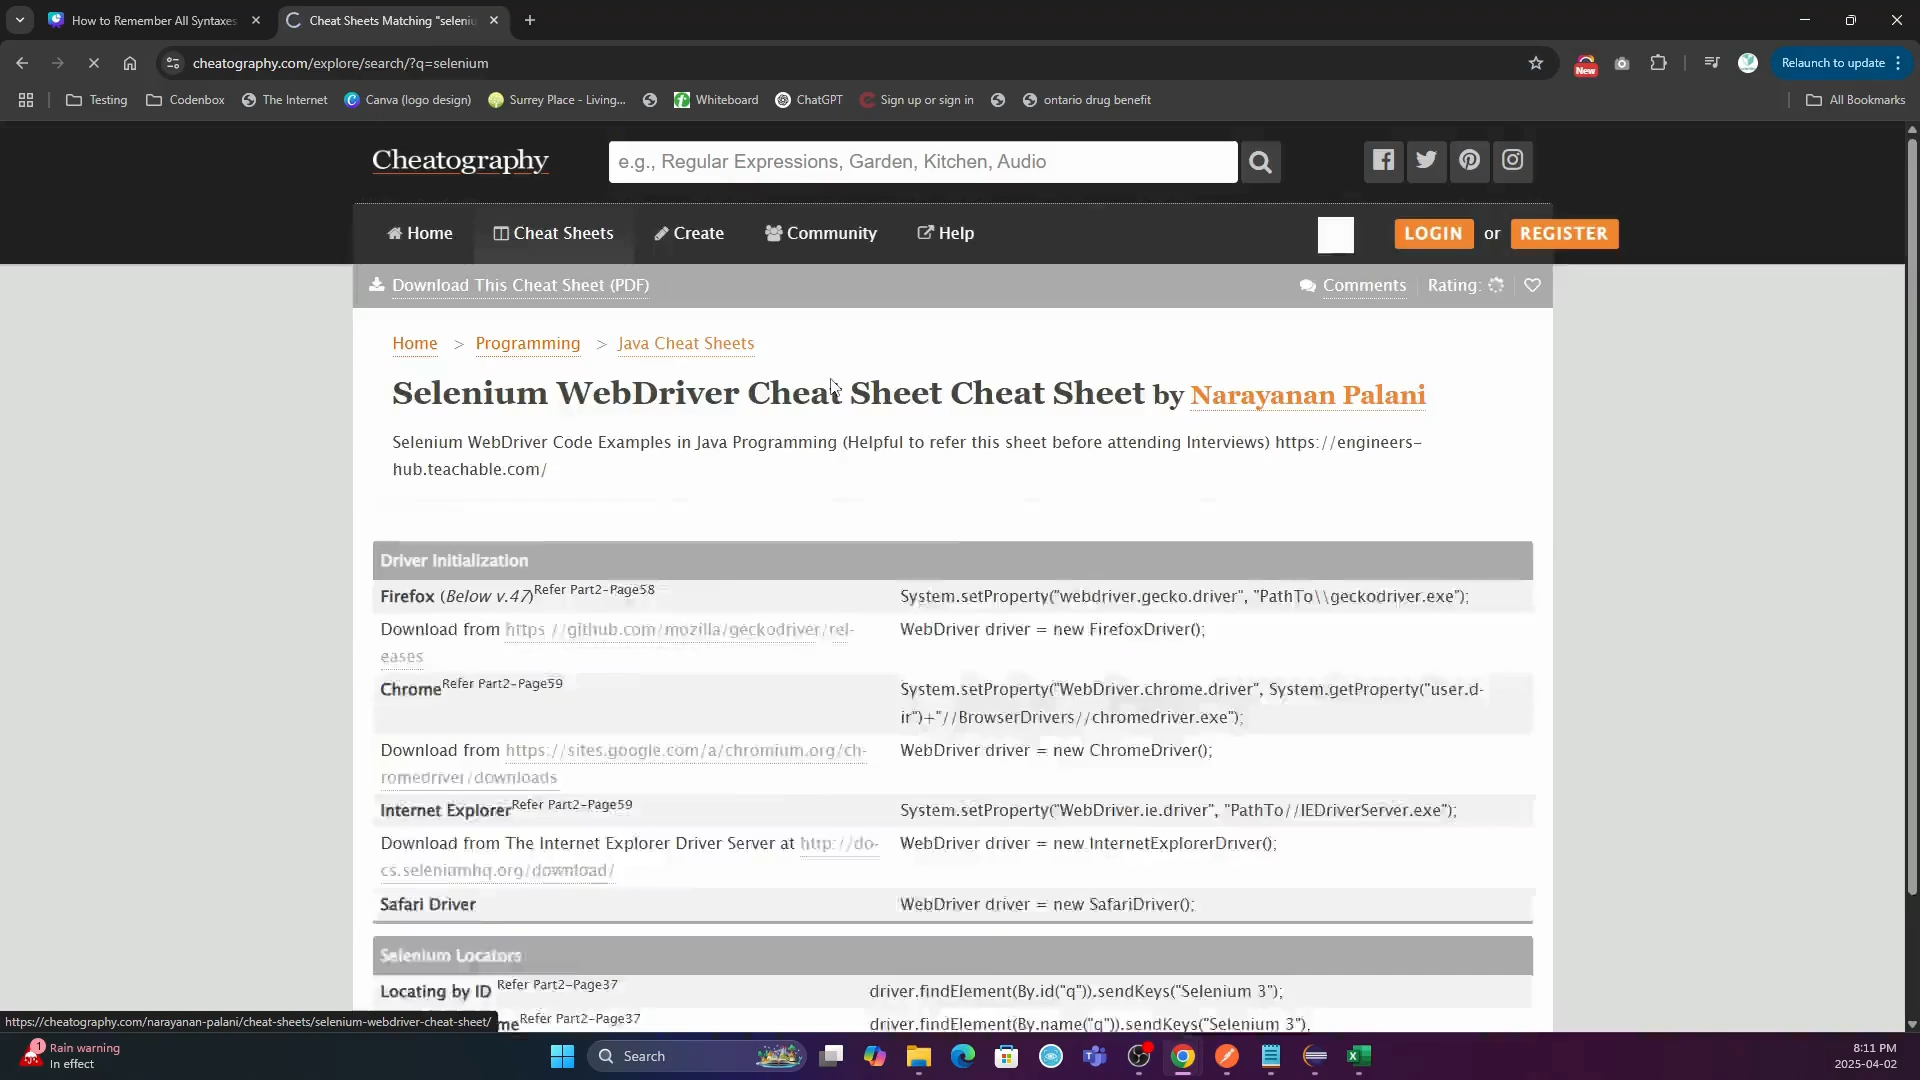 How to Remember All Syntaxes
Cheat Sheets Matching "seleniu
cheatography.com/explore/search/?q=selenium
New
Relaunch to update
Testing
Codenbox
The Internet
Canva (logo design)
Surrey Place - Living...
Whiteboard
ChatGPT
Sign up or sign in
ontario drug benefit
All Bookmarks
Cheatography
e.g., Regular Expressions, Garden, Kitchen, Audio
Home
Cheat Sheets
Create
Community
Help
LOGIN or REGISTER
Download This Cheat Sheet (PDF)
Comments
Rating:
Home > Programming > Java Cheat Sheets
Selenium WebDriver Cheat Sheet Cheat Sheet by Narayanan Palani
Selenium WebDriver Code Examples in Java Programming (Helpful to refer this sheet before attending Interviews) https://engineers-
hub.teachable.com/
Driver Initialization
Firefox (Below v.47) Refer Part2-Page58
System.setProperty("webdriver.gecko.driver", "PathTo\\geckodriver.exe");
Download from https://github.com/mozilla/geckodriver/rel-
eases
WebDriver driver = new FirefoxDriver();
Chrome Refer Part2-Page59
System.setProperty("WebDriver.chrome.driver", System.getProperty("user.d-
ir")+"//BrowserDrivers//chromedriver.exe");
Download from https://sites.google.com/a/chromium.org/ch-
romedriver/downloads
WebDriver driver = new ChromeDriver();
Internet Explorer Refer Part2-Page59
System.setProperty("WebDriver.ie.driver", "PathTo//IEDriverServer.exe");
Download from The Internet Explorer Driver Server at http://do-
cs.seleniumhq.org/download/
WebDriver driver = new InternetExplorerDriver();
Safari Driver
WebDriver driver = new SafariDriver();
Selenium Locators
Locating by ID Refer Part2-Page37
driver.findElement(By.id("q")).sendKeys("Selenium 3");
me Refer Part2-Page37
driver.findElement(By.name("q")).sendKeys("Selenium 3");
https://cheatography.com/narayanan-palani/cheat-sheets/selenium-webdriver-cheat-sheet/
1
Rain warning
In effect
Search
8:11 PM
2025-04-02